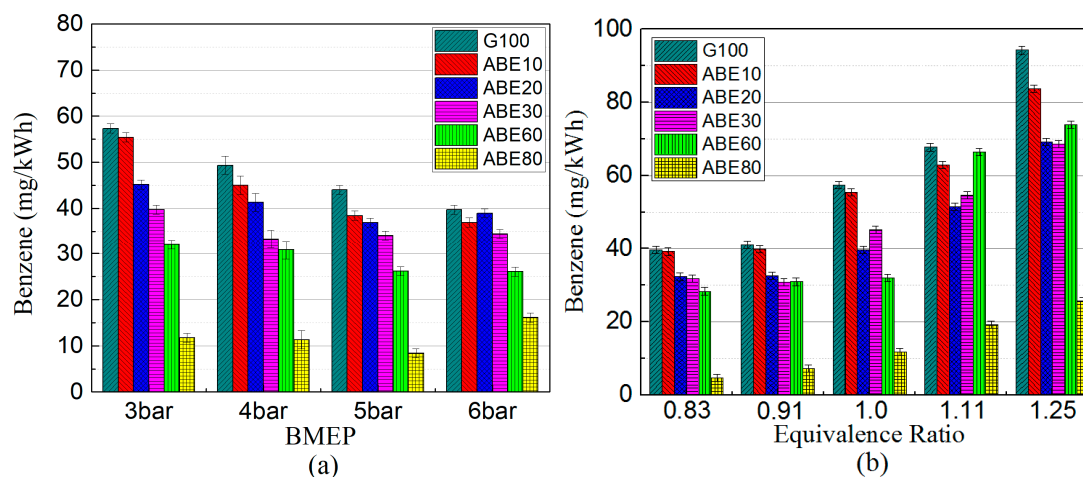 80
70
60
50
40
30
20
10
0
Benzene (mg/kWh)
G100
ABE10
ABE20
ABE30
ABE60
ABE80
3bar 4bar 5bar 6bar
BMEP
(a)
100
80
60
40
20
0
Benzene (mg/kWh)
G100
ABE10
ABE20
ABE30
ABE60
ABE80
0.83 0.91 1.0 1.11 1.25
Equivalence Ratio
(b)